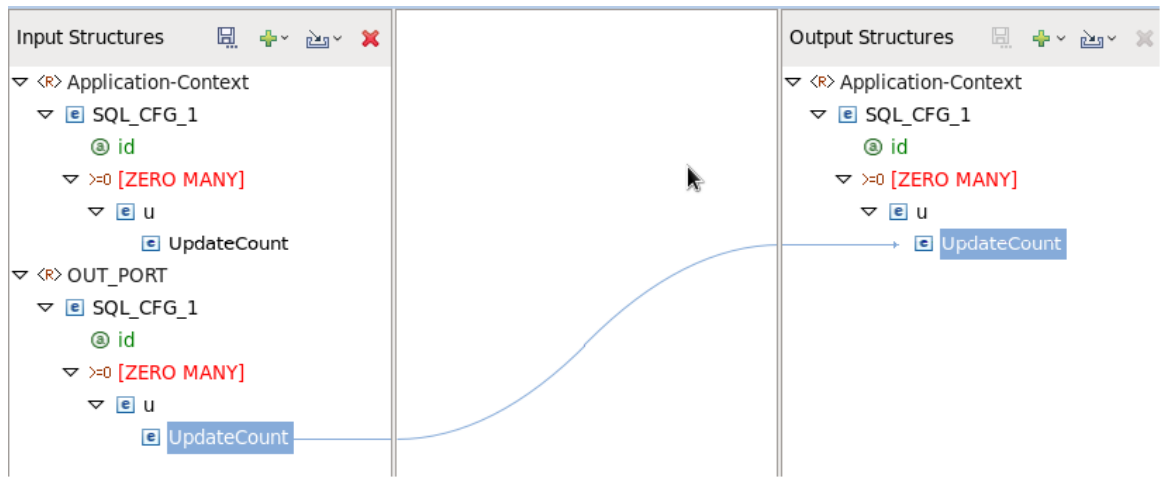 Input Structures
<R> Application-Context
e SQL_CFG_1
a id
>=0 [ZERO MANY]
e u
e UpdateCount
<R> OUT_PORT
e SQL_CFG_1
a id
>=0 [ZERO MANY]
e u
e UpdateCount
Output Structures
<R> Application-Context
e SQL_CFG_1
a id
>=0 [ZERO MANY]
e u
e UpdateCount